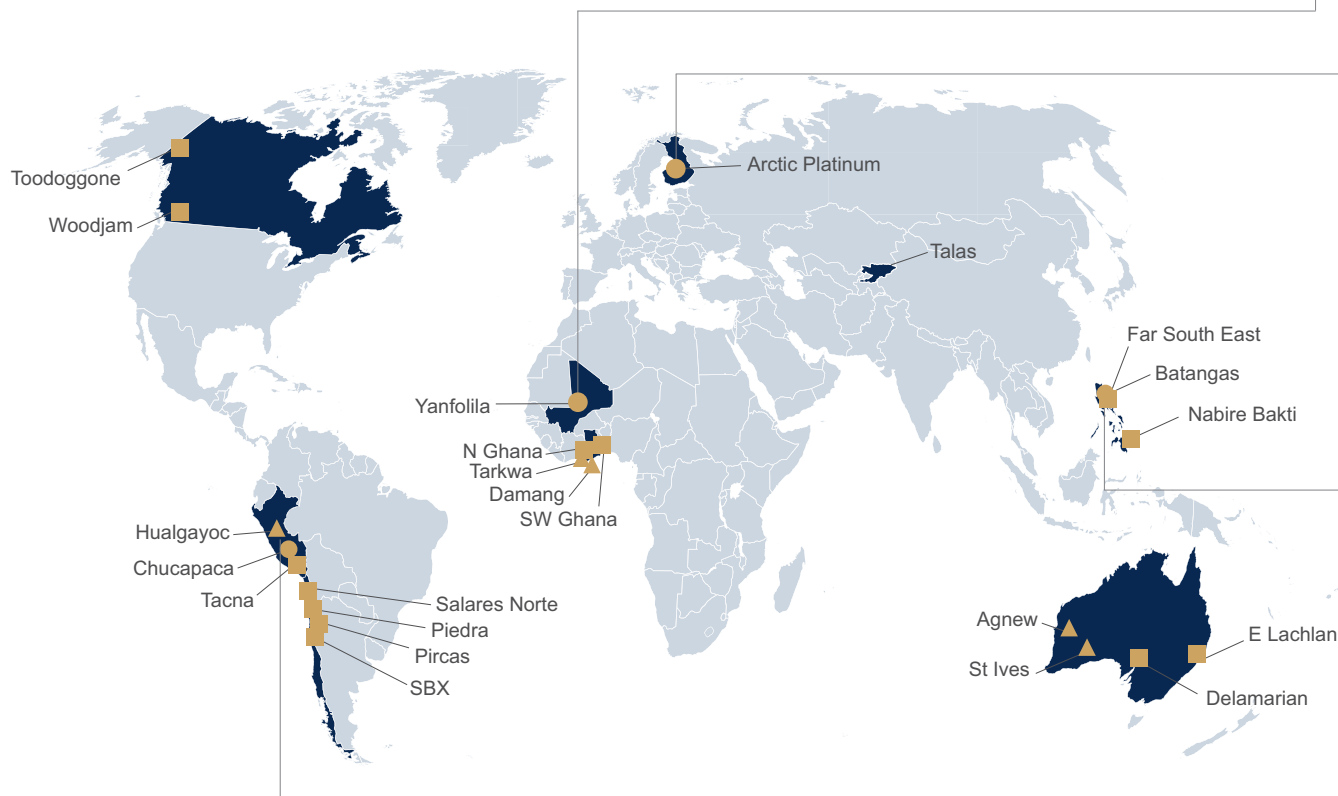 Toodoggone
Woodjam
Arctic Platinum
Talas
Far South East
Batangas
Nabire Bakti
Yanfolila
N Ghana
Tarkwa
Damang
SW Ghana
Hualgayoc
Chucapaca
Tacna
Salares Norte
Piedra
Pircas
SBX
Agnew
St Ives
E Lachlan
Delamarian